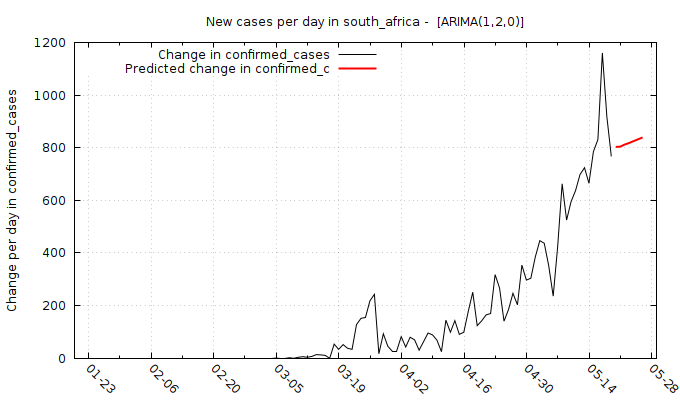 New cases per day in south_africa -  [ARIMA(1,2,0)]
Change in confirmed_cases
Predicted change in confirmed_c
Change per day in confirmed_cases
1200
1000
800
600
400
200
0
01-23 02-06 02-20 03-05 03-19 04-02 04-16 04-30 05-14 05-28